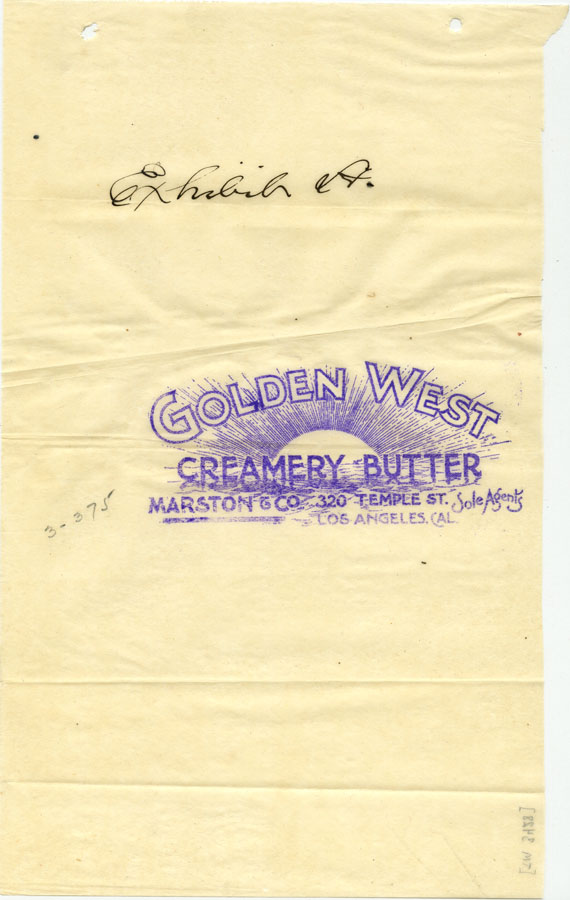 Exhibit A.
GOLDEN WEST
CREAMERY BUTTER
MARSTON & CO 320 TEMPLE ST. Sole Agents
LOS ANGELES, CAL.
3-375